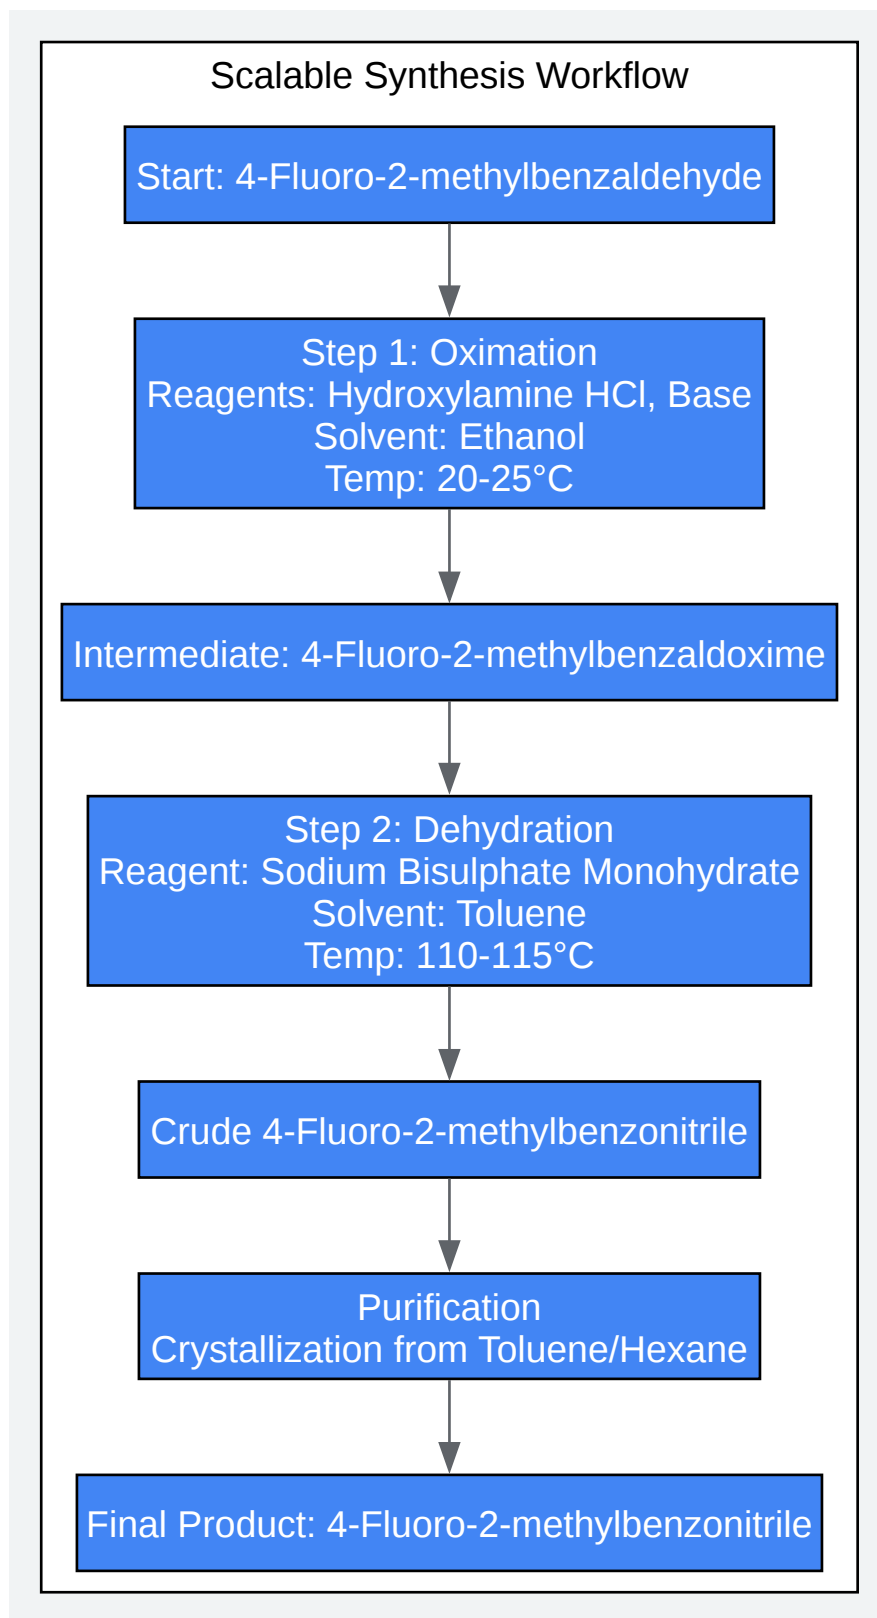 Scalable Synthesis Workflow
Start: 4-Fluoro-2-methylbenzaldehyde
Step 1: Oximation
Reagents: Hydroxylamine HCl, Base
Solvent: Ethanol
Temp: 20-25°C
Intermediate: 4-Fluoro-2-methylbenzaldoxime
Step 2: Dehydration
Reagent: Sodium Bisulphate Monohydrate
Solvent: Toluene
Temp: 110-115°C
Crude 4-Fluoro-2-methylbenzonitrile
Purification
Crystallization from Toluene/Hexane
Final Product: 4-Fluoro-2-methylbenzonitrile